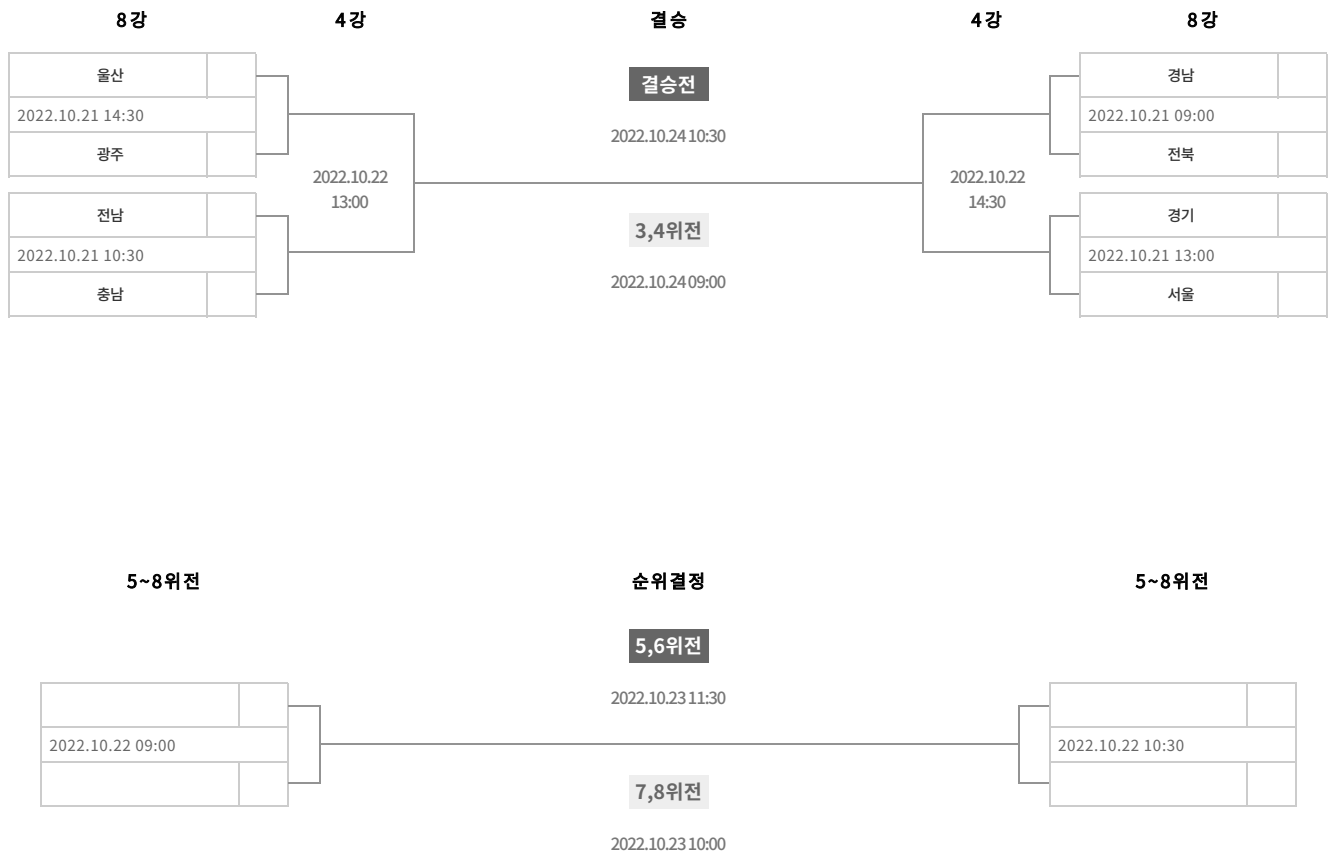 8강
4강
결승
4강
8강
울산
2022.10.21 14:30
광주
전남
2022.10.21 10:30
충남
2022.10.22
13:00
결승전
2022.10.24 10:30
3,4위전
2022.10.24 09:00
2022.10.22
14:30
경남
2022.10.21 09:00
전북
경기
2022.10.21 13:00
서울
5~8위전
순위결정
5~8위전
5,6위전
2022.10.23 11:30
2022.10.22 09:00
2022.10.22 10:30
7,8위전
2022.10.23 10:00